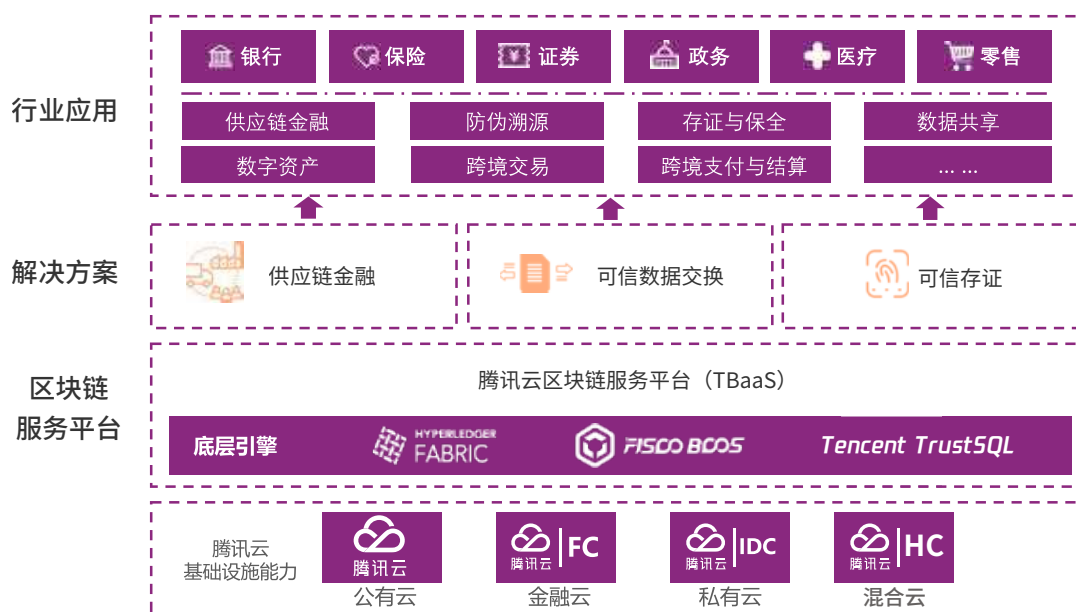 行业应用
银行 保险 证券 政务 医疗 零售
供应链金融 防伪溯源 存证与保全 数据共享
数字资产 跨境交易 跨境支付与结算 ... ...
解决方案
供应链金融 可信数据交换 可信存证
区块链
服务平台
腾讯云区块链服务平台（TBaaS）
底层引擎 HYPERLEDGER FABRIC FISCO BCOS Tencent TrustSQL
腾讯云
基础设施能力
腾讯云 腾讯云 FC 腾讯云 IDC 腾讯云 HC
公有云 金融云 私有云 混合云